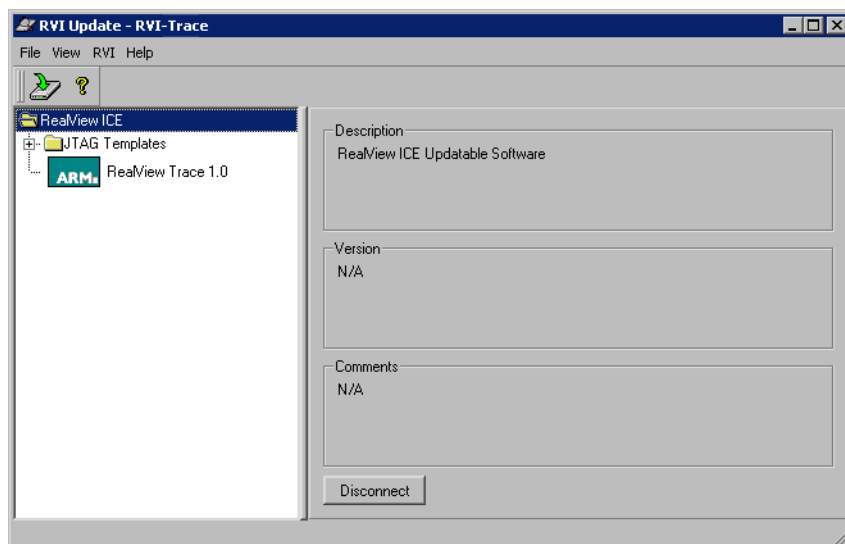 RVI Update - RVI-Trace
File View RVI Help
RealView ICE
JTAG Templates
ARM RealView Trace 1.0
Description
RealView ICE Updatable Software
Version
N/A
Comments
N/A
Disconnect